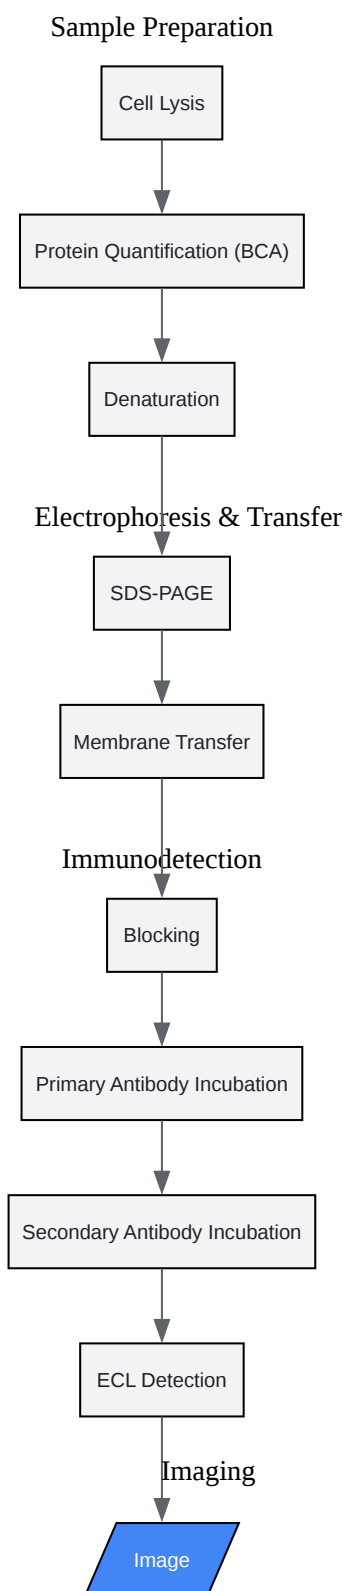 Sample Preparation
Cell Lysis
Protein Quantification (BCA)
Denaturation
Electrophoresis & Transfer
SDS-PAGE
Membrane Transfer
Immunodetection
Blocking
Primary Antibody Incubation
Secondary Antibody Incubation
ECL Detection
Imaging
Image